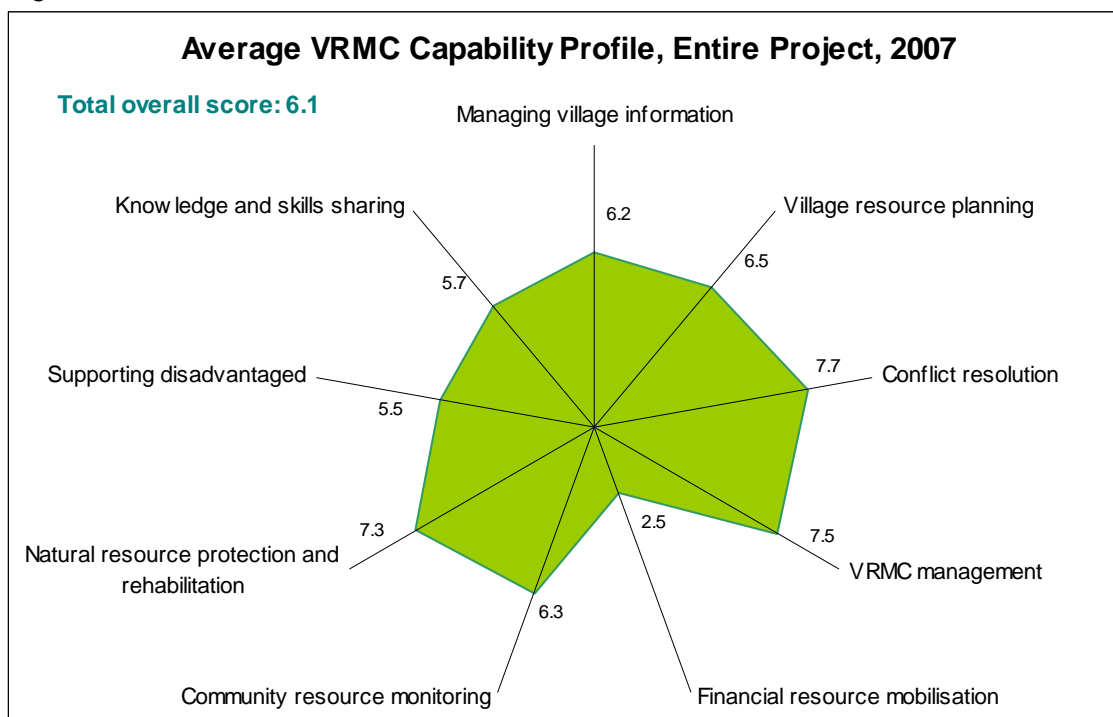 Average VRMC Capability Profile, Entire Project, 2007
Total overall score: 6.1
Managing village information
Knowledge and skills sharing
Village resource planning
6.2
6.5
5.7
7.7
Supporting disadvantaged
Conflict resolution
5.5
7.3
2.5
7.5
Natural resource protection and
rehabilitation
VRMC management
6.3
Community resource monitoring
Financial resource mobilisation